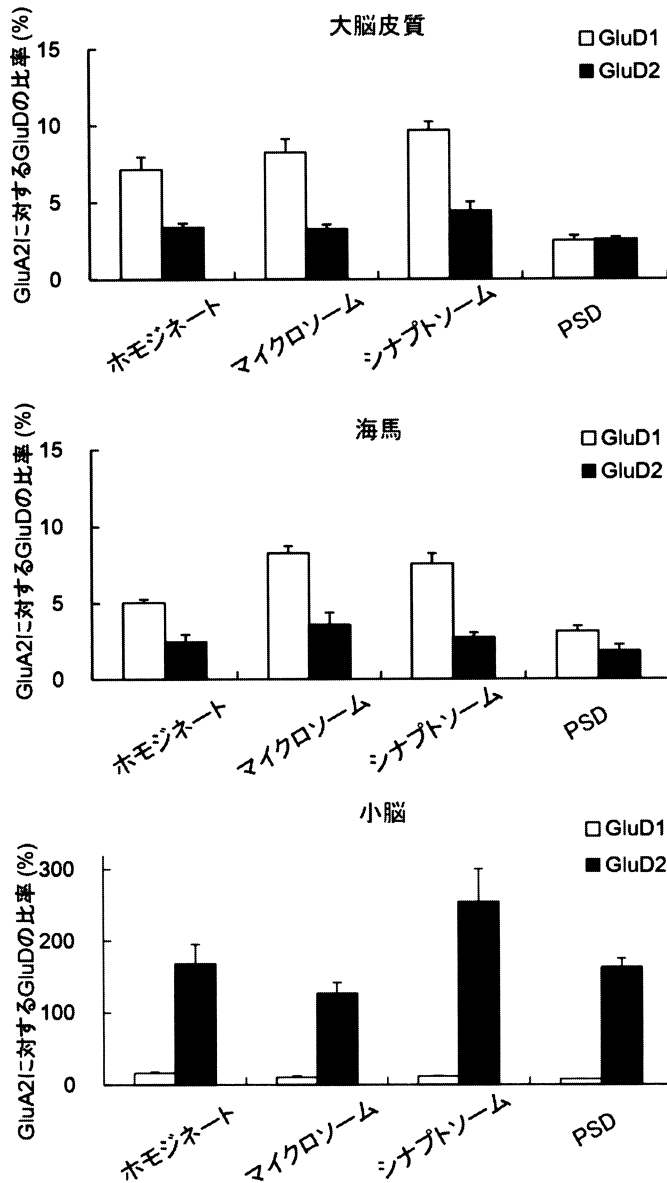 大脳皮質
GluA2に対するGluDの比率 (%)
15
10
5
0
GluD1
GluD2
ホモジネート
マイクロソーム
シナプトソーム
PSD
海馬
GluA2に対するGluDの比率 (%)
15
10
5
0
GluD1
GluD2
ホモジネート
マイクロソーム
シナプトソーム
PSD
小脳
GluA2に対するGluDの比率 (%)
300
200
100
0
GluD1
GluD2
ホモジネート
マイクロソーム
シナプトソーム
PSD